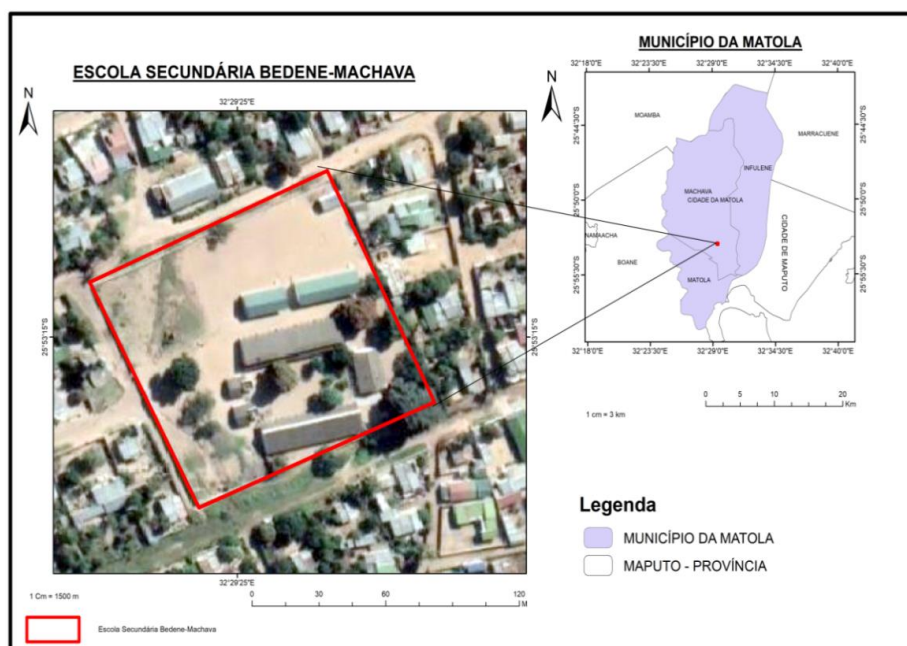 ESCOLA SECUNDÁRIA BEDENE-MACHAVA
N
32°29'25"E
25°53'15"S
25°53'15"S
32°29'25"E
1 Cm = 1500 m
0 30 60 120
M
Escola Secundária Bedene-Machava
MUNICÍPIO DA MATOLA
N
32°18'0"E 32°23'30"E 32°29'0"E 32°34'30"E 32°40'0"E
25°44'30"S
25°50'0"S
25°55'30"S
25°44'30"S
25°50'0"S
25°55'30"S
MOAMBA
MARRACUENE
INFULENE
MACHAVA
CIDADE DA MATOLA
NAMAACHA
BOANE
MATOLA
CIDADE DE MAPUTO
32°18'0"E 32°23'30"E 32°29'0"E 32°34'30"E 32°40'0"E
0 5 10 20
Km
1 cm = 3 km
Legenda
MUNICÍPIO DA MATOLA
MAPUTO - PROVÍNCIA